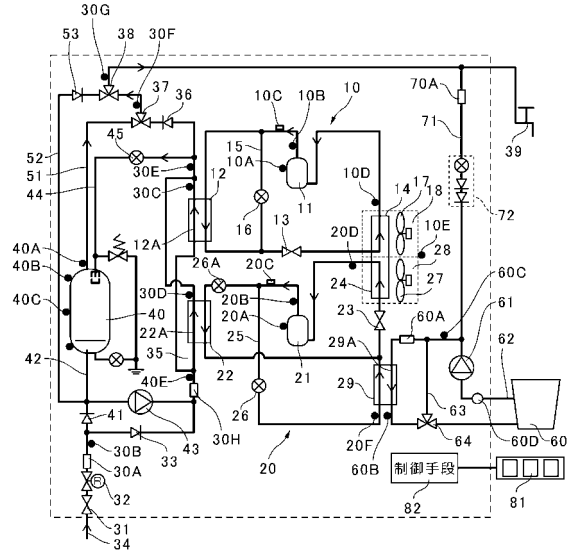 30G
53
38
30F
37
36
70A
39
10C
10B
10
71
45
15
10A
11
52
51
44
30E
30C
12
10D
14
17
18
72
16
13
12A
10E
20D
28
40A
40B
40C
26A
20C
24
27
60C
30D
20B
20A
23
60A
61
62
40
22A
25
21
29A
35
22
42
40E
26
29
63
41
43
30H
20F
60B
64
60D
60
33
20
30B
30A
R
32
31
34
制御手段
82
81